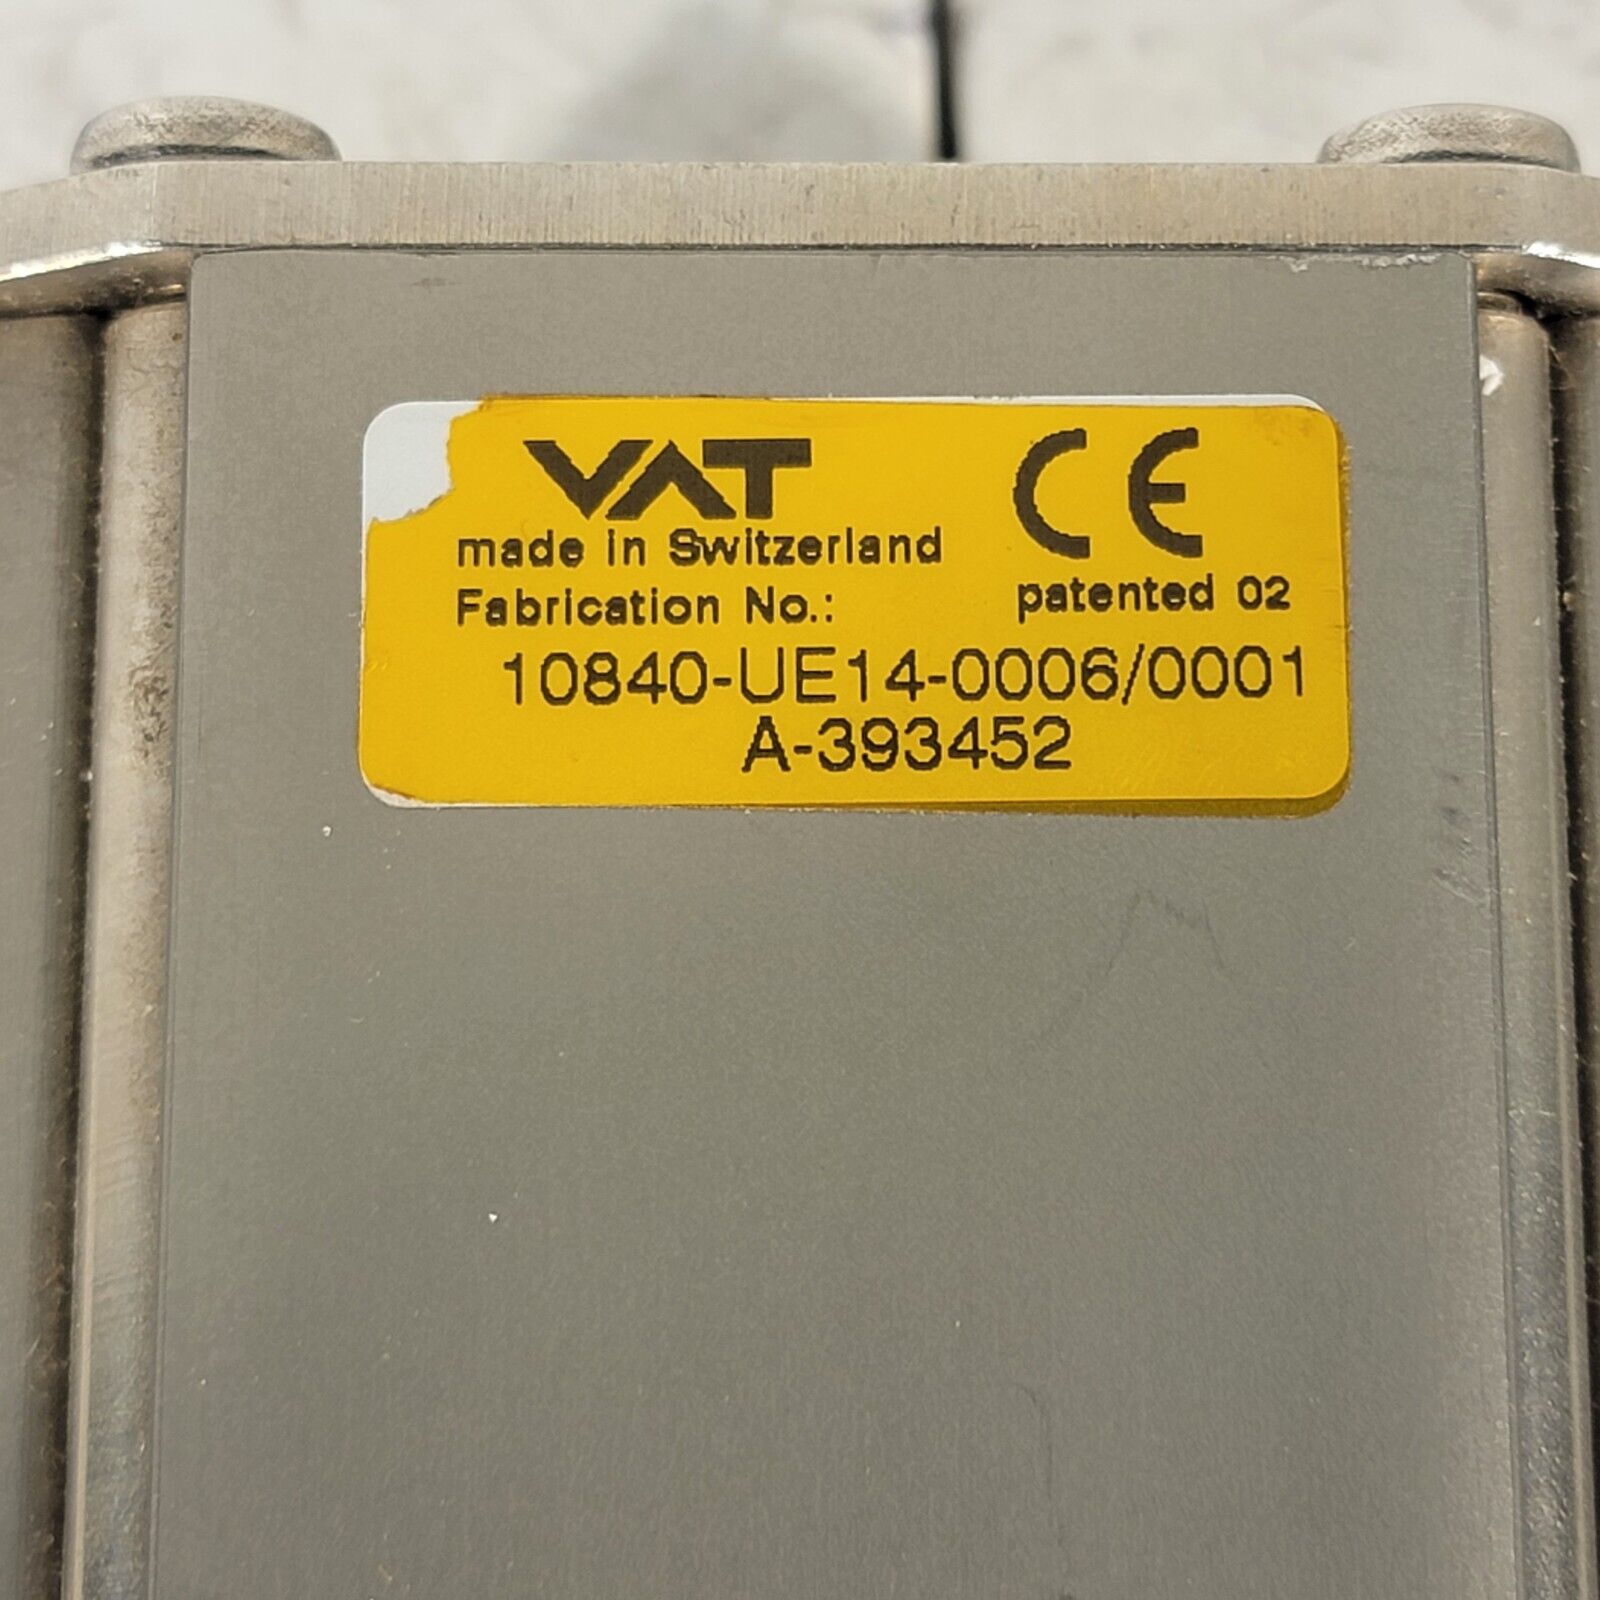 VAT
made in Switzerland
CE
Fabrication No.:
patented 02
10840-UE14-0006/0001
A-393452